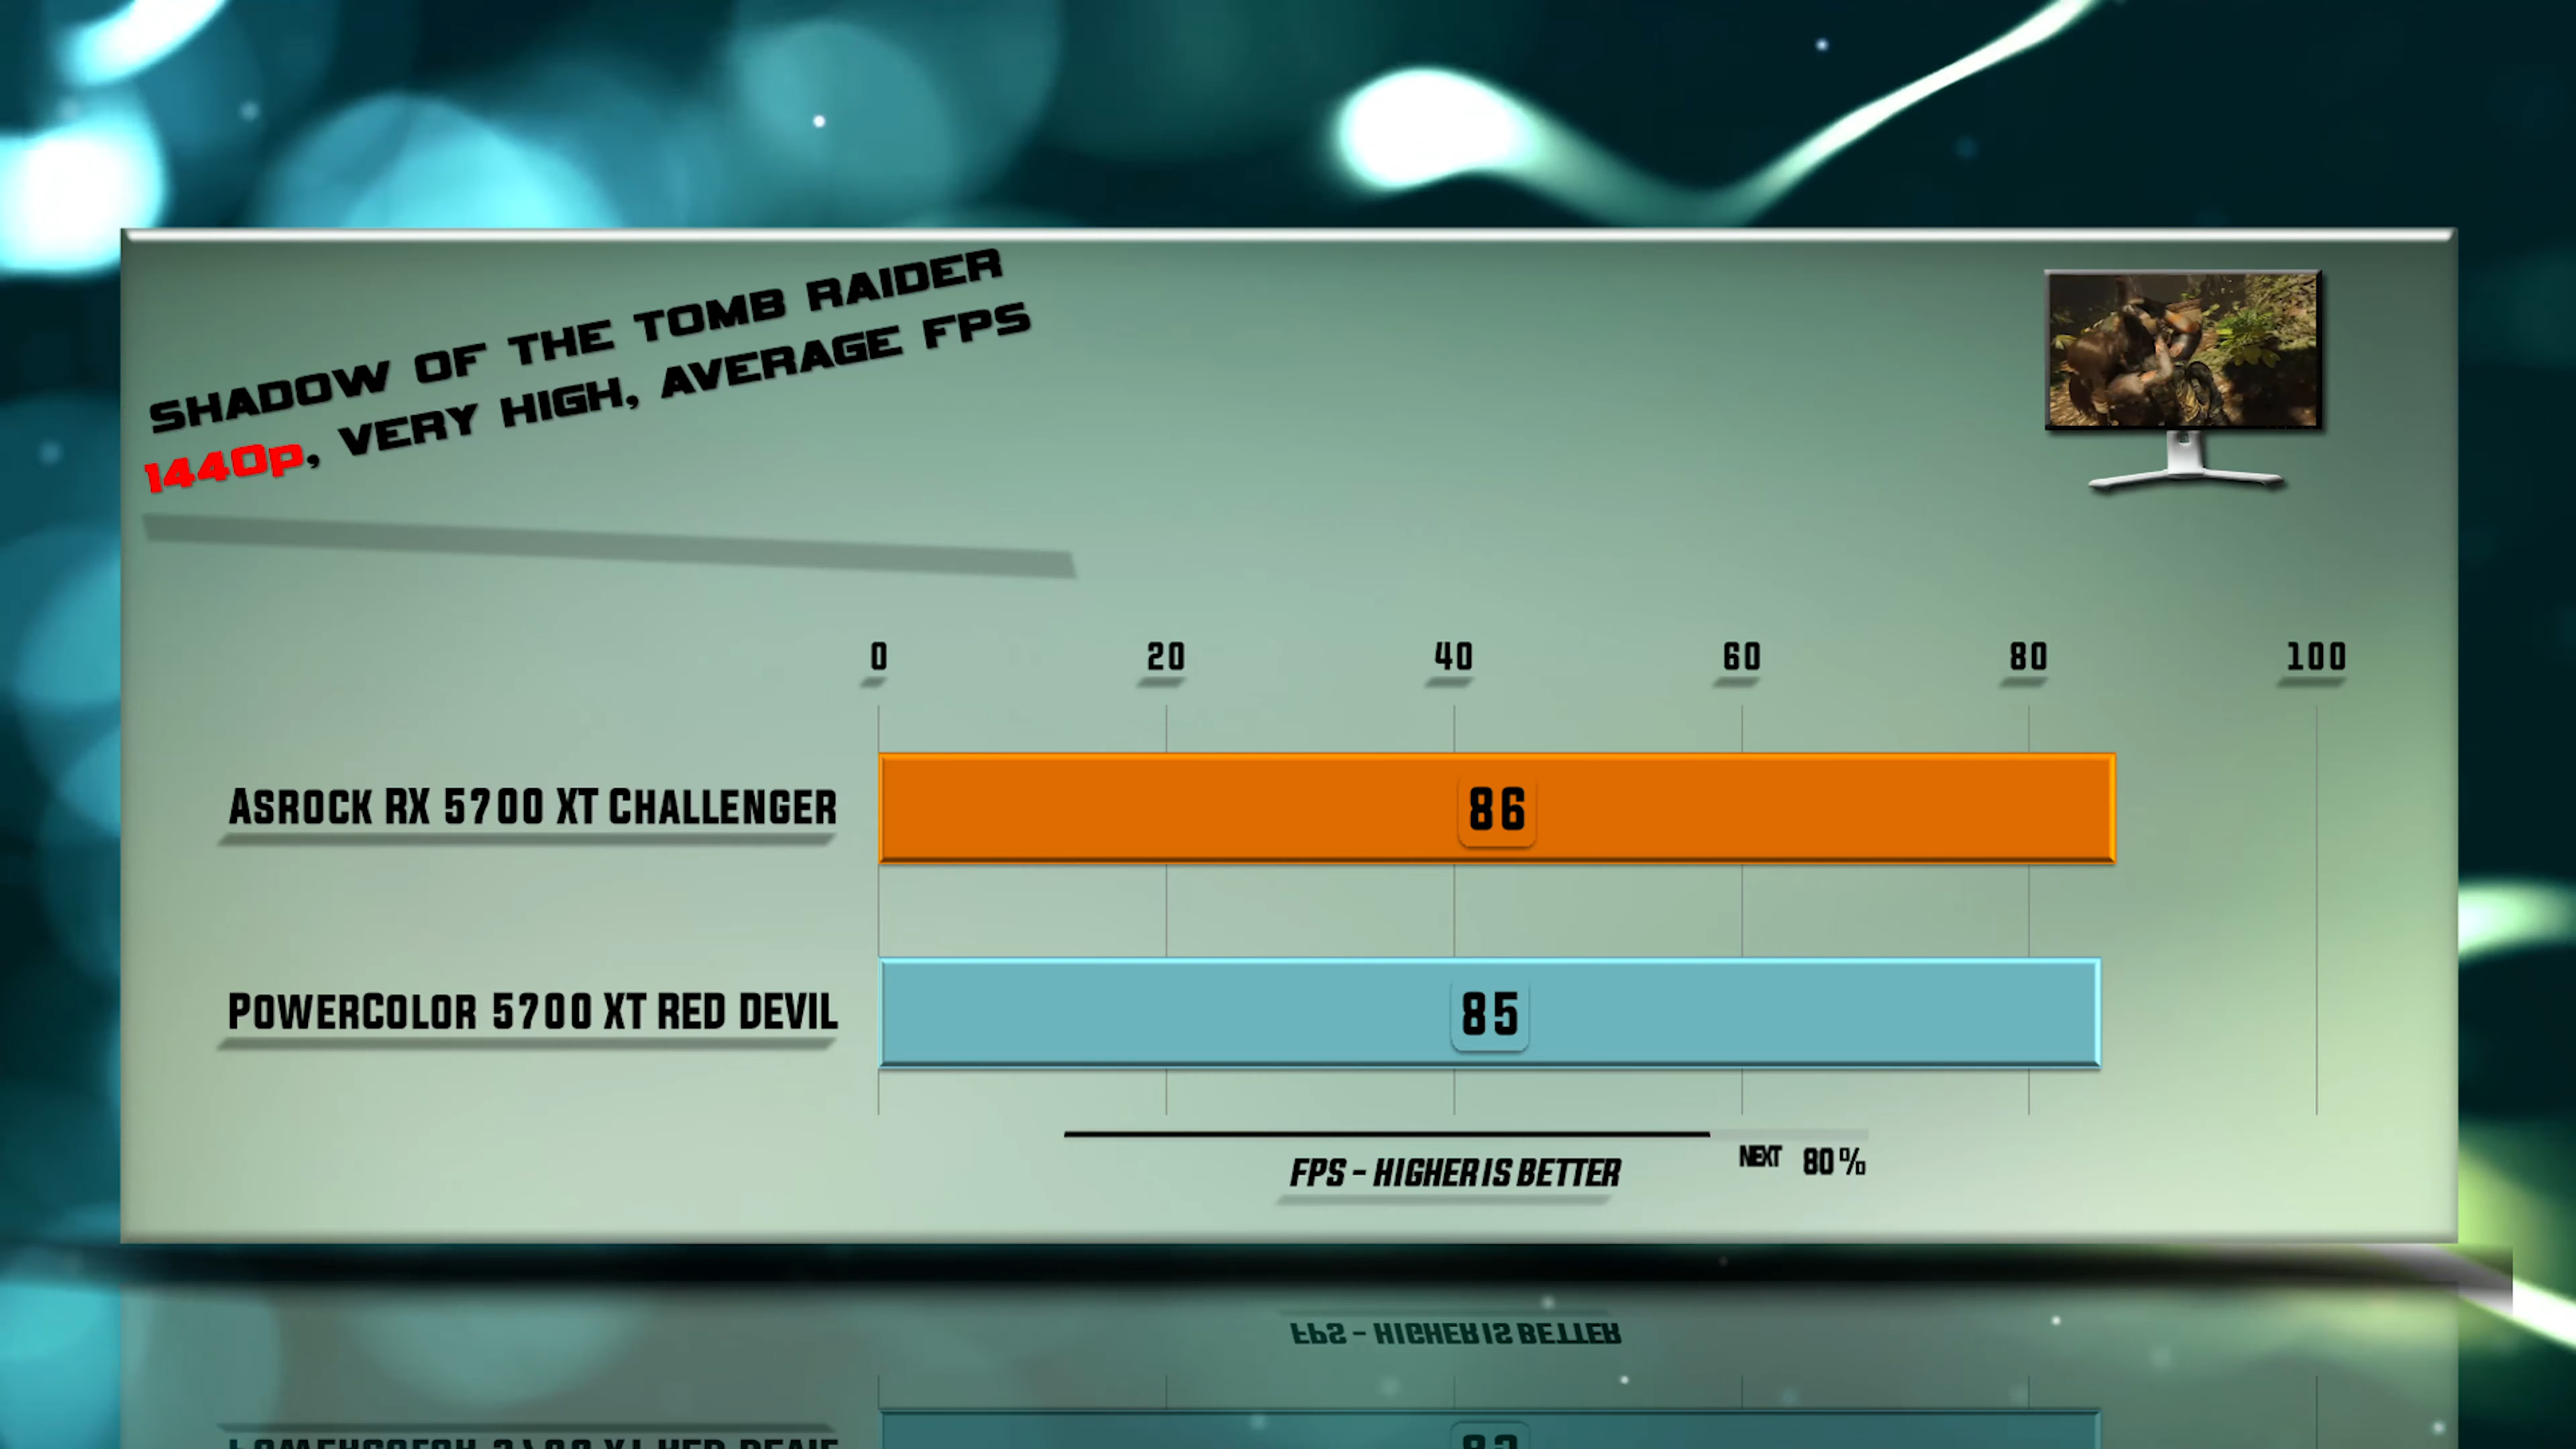 SHADOW OF THE TOMB RAIDER
1440p, VERY HIGH, AVERAGE FPS
0 20 40 60 80 100
ASROCK RX 5700 XT CHALLENGER 86
POWERCOLOR 5700 XT RED DEVIL 85
FPS - HIGHER IS BETTER NEXT 80%